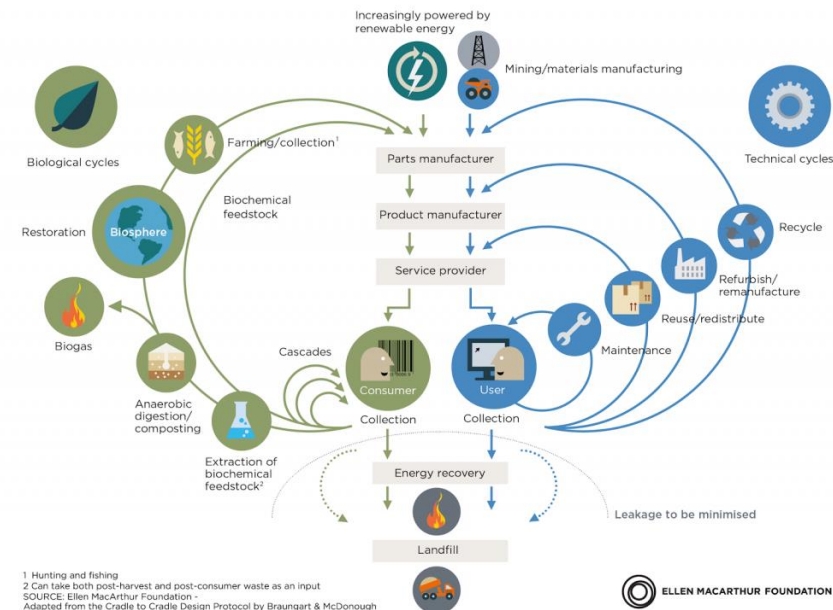 Increasingly powered by
renewable energy
Mining/materials manufacturing
Biological cycles
Farming/collection¹
Technical cycles
Parts manufacturer
Biochemical
feedstock
Product manufacturer
Restoration
Biosphere
Recycle
Service provider
Refurbish/
remanufacture
Reuse/redistribute
Biogas
Cascades
Maintenance
Consumer
User
Anaerobic
digestion/
composting
Collection
Collection
Extraction of
biochemical
feedstock²
Energy recovery
Leakage to be minimised
Landfill
1 Hunting and fishing
2 Can take both post-harvest and post-consumer waste as an input
SOURCE: Ellen MacArthur Foundation -
Adapted from the Cradle to Cradle Design Protocol by Braungart & McDonough
ELLEN MACARTHUR FOUNDATION